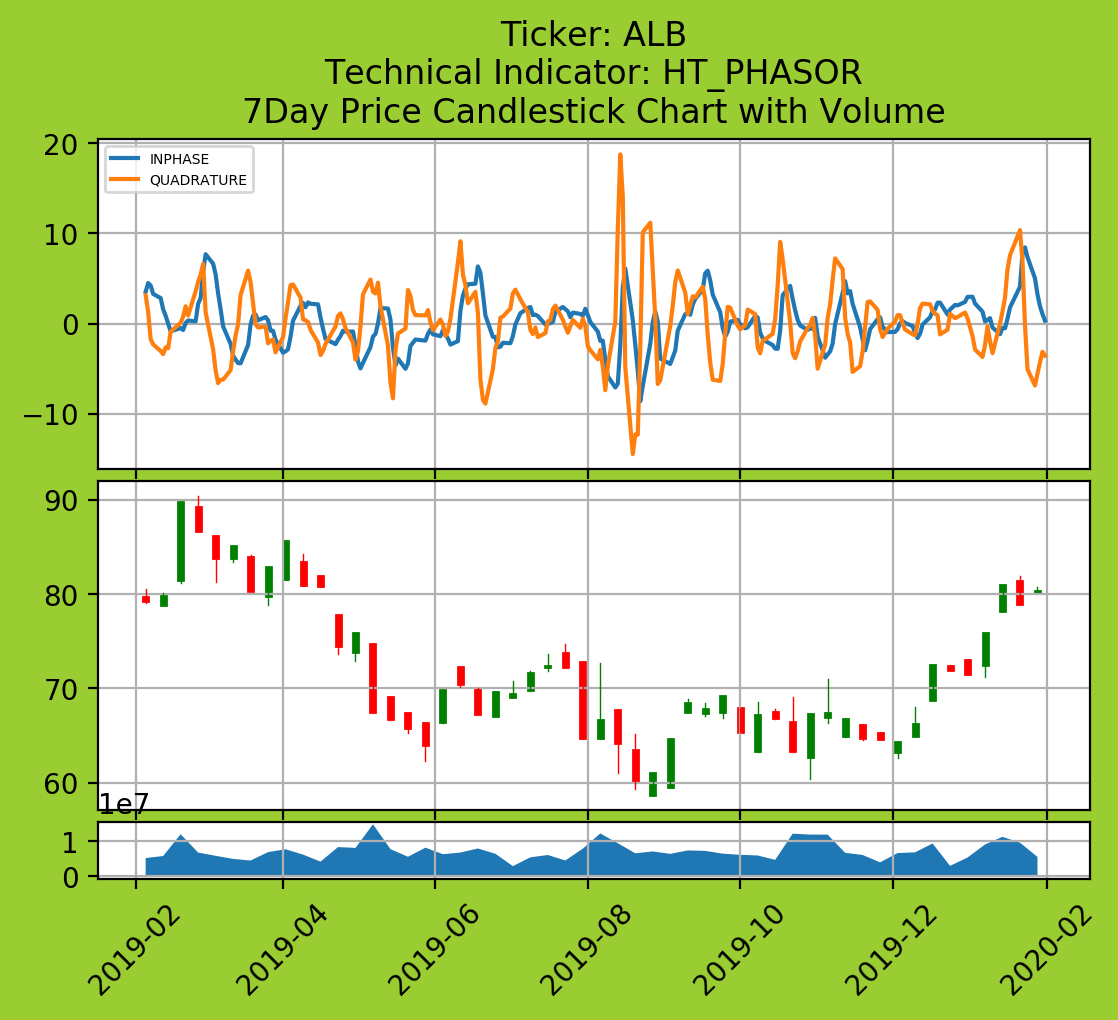 Ticker: ALB
Technical Indicator: HT_PHASOR
7Day Price Candlestick Chart with Volume
INPHASE
QUADRATURE
20
10
0
−10
90
80
70
60
1e7
1
0
2019-02
2019-04
2019-06
2019-08
2019-10
2019-12
2020-02